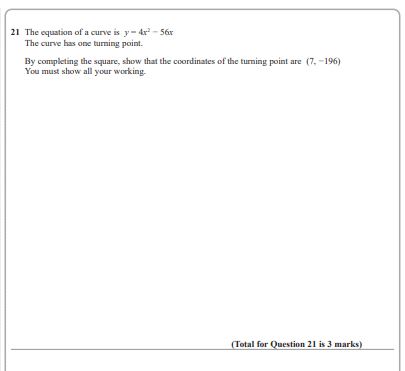 21 The equation of a curve is y = 4x² − 56x
The curve has one turning point.
By completing the square, show that the coordinates of the turning point are (7, −196)
You must show all your working.
(Total for Question 21 is 3 marks)